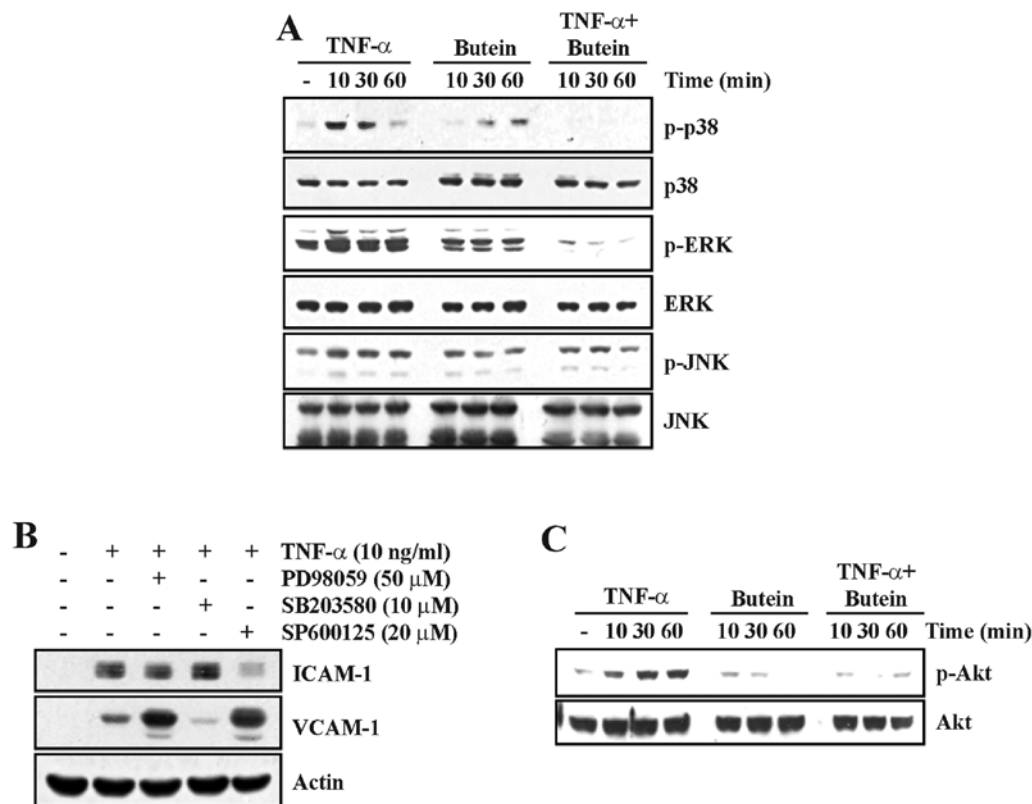 A
TNF-α Butein TNF-α+ Butein
- 10 30 60 10 30 60 10 30 60 Time (min)
p-p38
p38
p-ERK
ERK
p-JNK
JNK
B
- + + + + TNF-α (10 ng/ml)
- - + - - PD98059 (50 μM)
- - - + - SB203580 (10 μM)
- - - - + SP600125 (20 μM)
ICAM-1
VCAM-1
Actin
C
TNF-α Butein TNF-α+ Butein
- 10 30 60 10 30 60 10 30 60 Time (min)
p-Akt
Akt